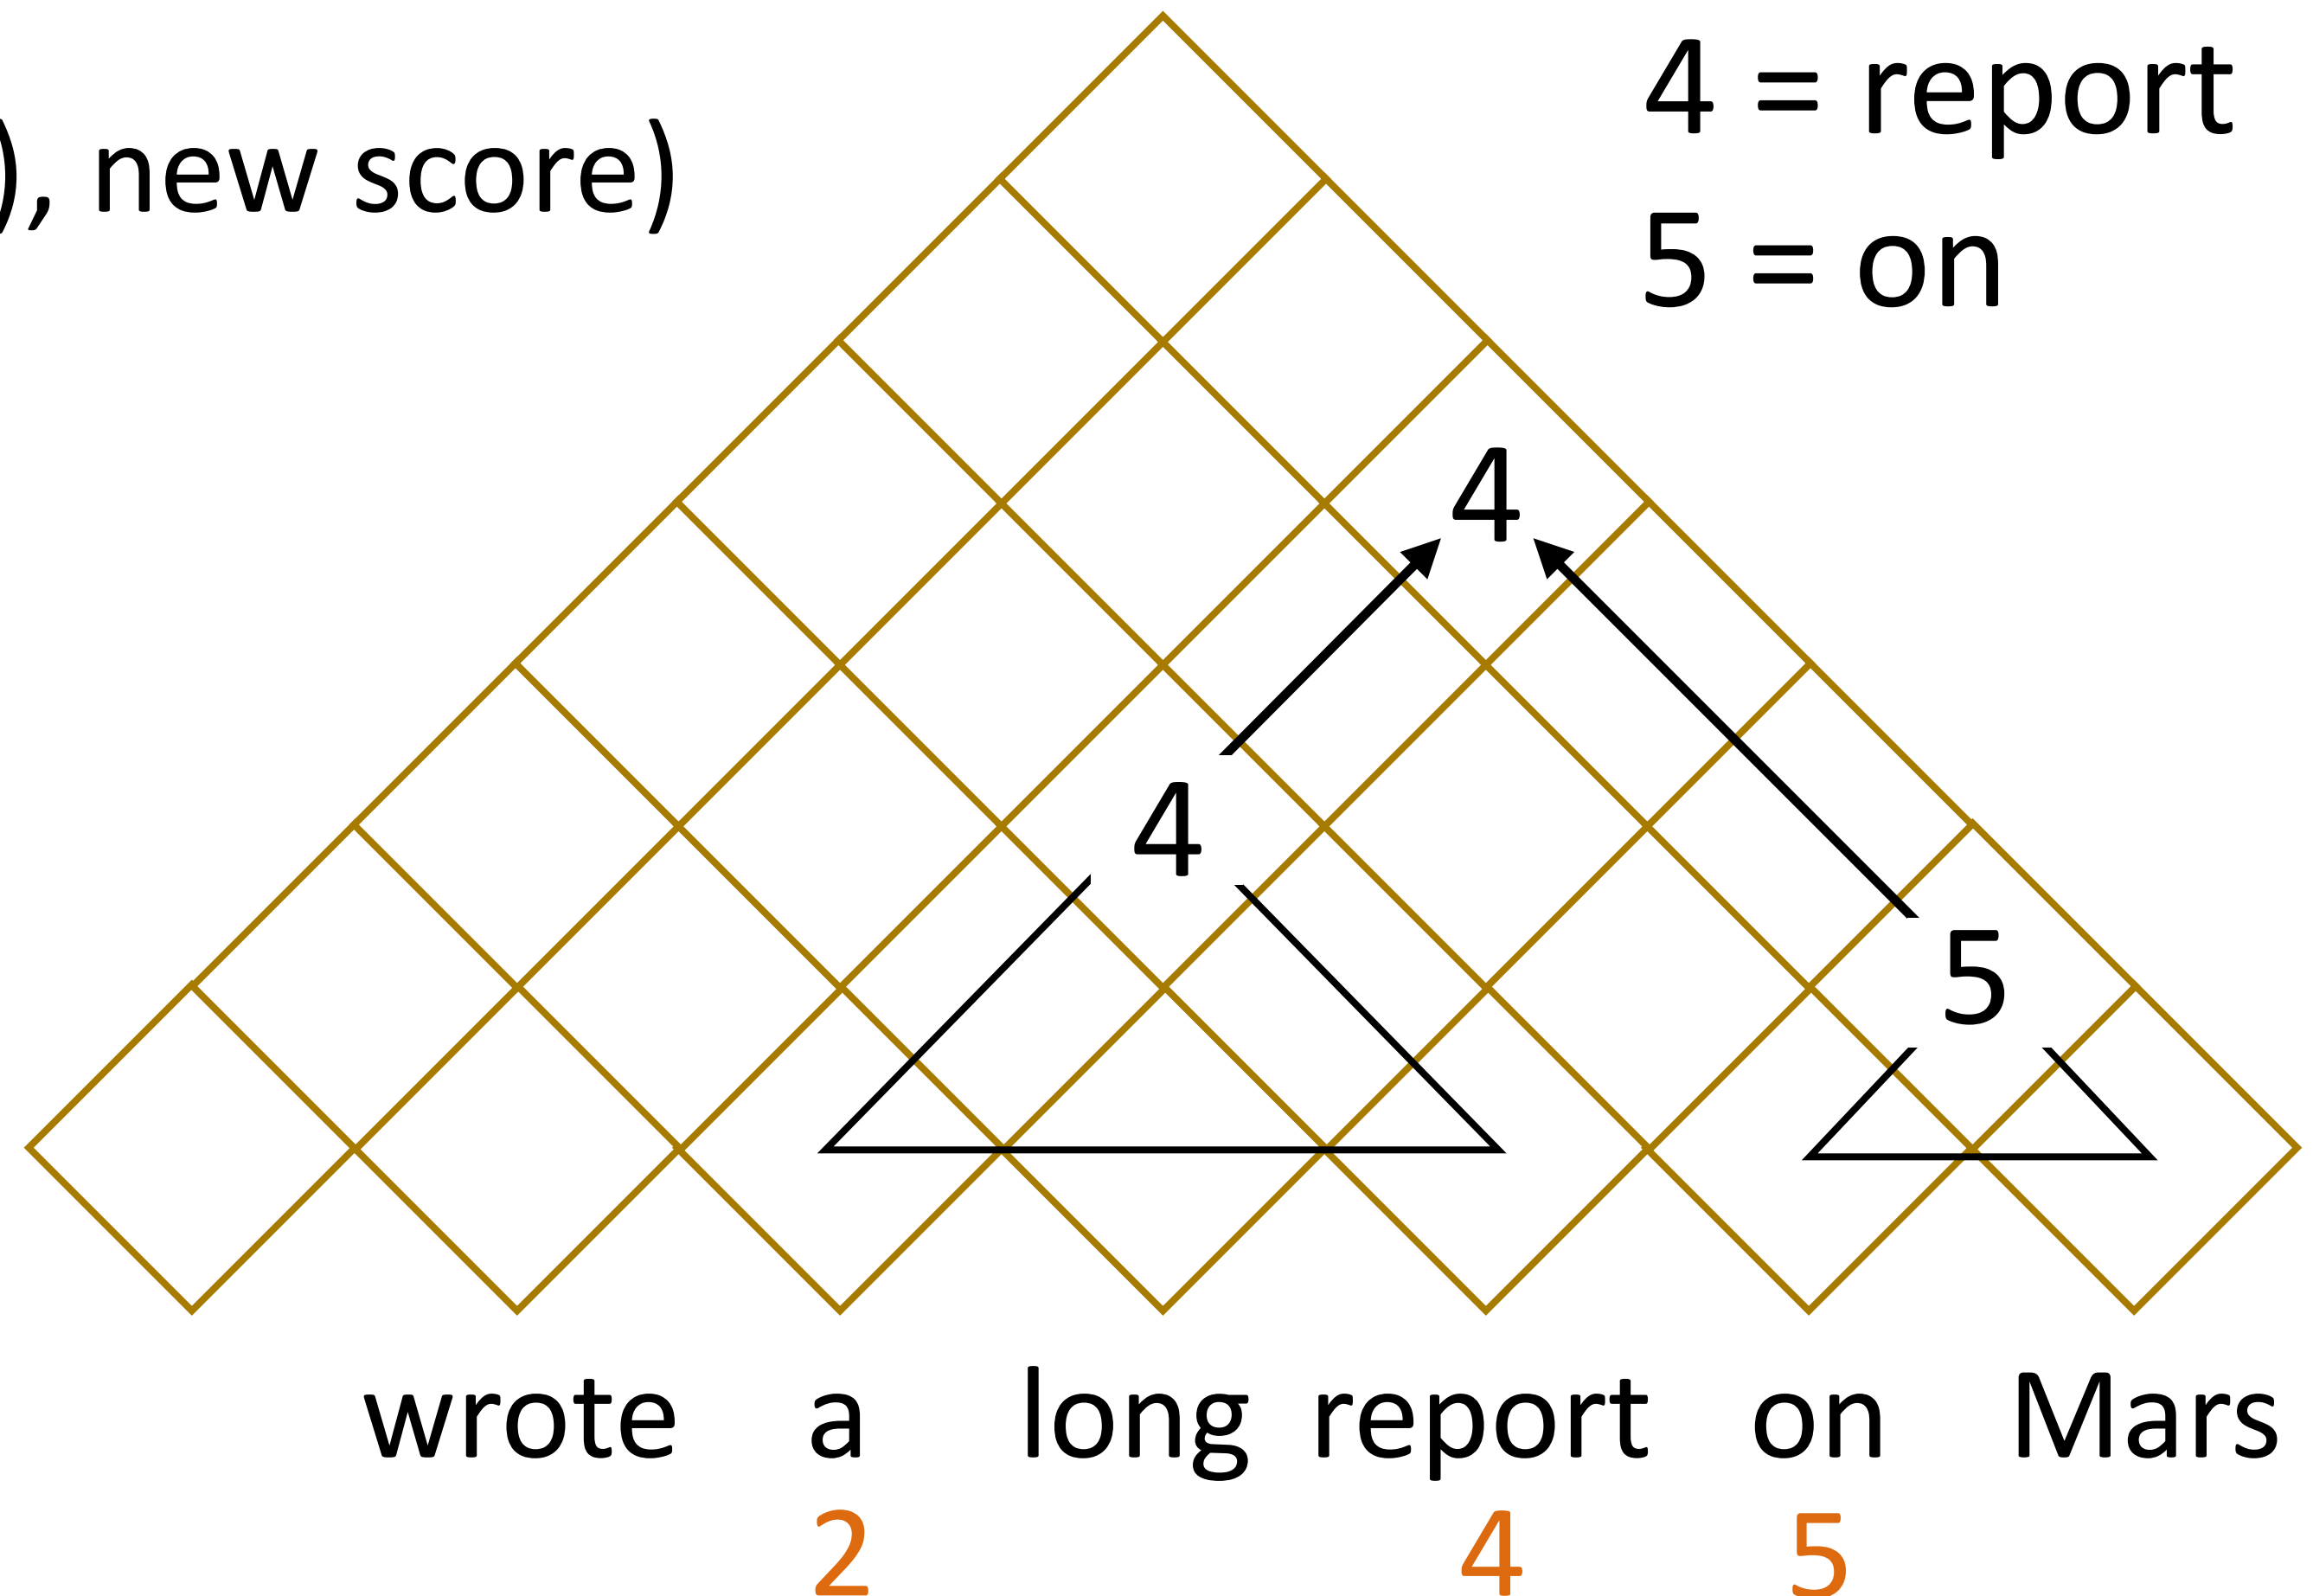 4 = report
), new score)
5 = on
4
4
5
wrote a long report on Mars
2 4 5